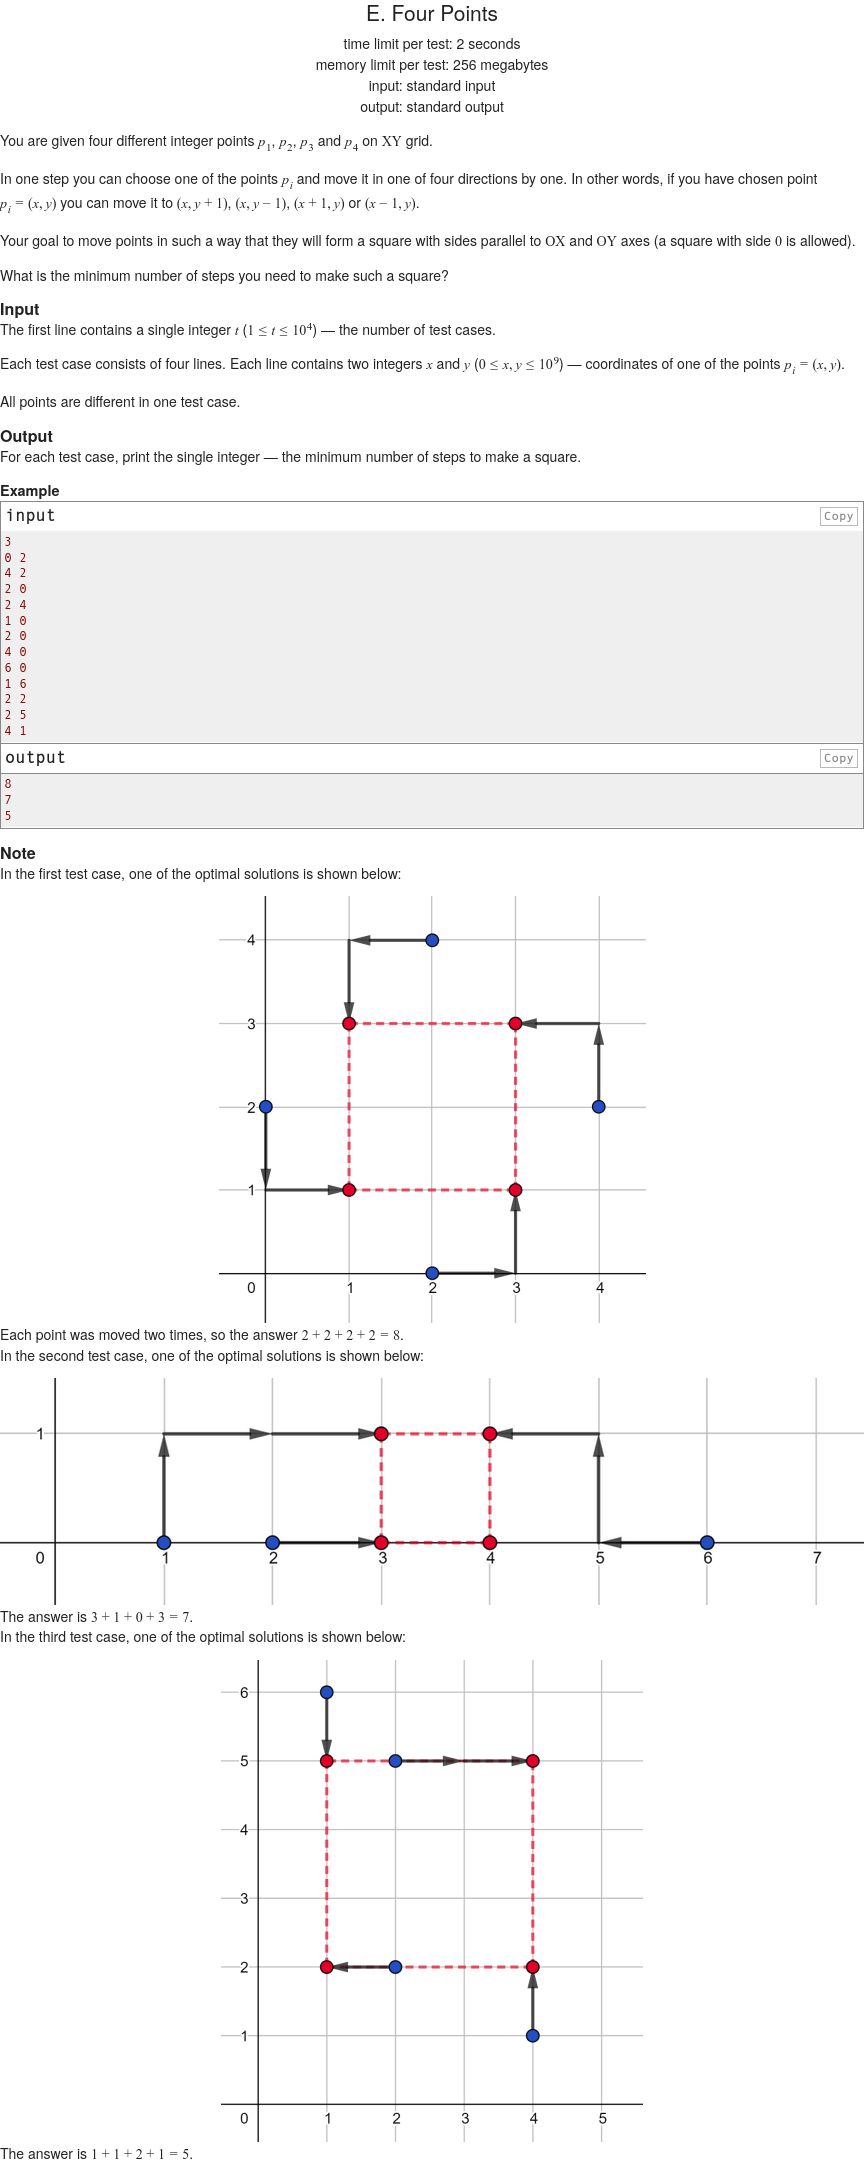 E. Four Points
time limit per test: 2 seconds
memory limit per test: 256 megabytes
input: standard input
output: standard output
You are given four different integer points p1, p2, p3 and p4 on XY grid.
In one step you can choose one of the points pi and move it in one of four directions by one. In other words, if you have chosen point
pi = (x, y) you can move it to (x, y + 1), (x, y − 1), (x + 1, y) or (x − 1, y).
Your goal to move points in such a way that they will form a square with sides parallel to OX and OY axes (a square with side 0 is allowed).
What is the minimum number of steps you need to make such a square?
Input
The first line contains a single integer t (1 ≤ t ≤ 10^4) — the number of test cases.
Each test case consists of four lines. Each line contains two integers x and y (0 ≤ x, y ≤ 10^9) — coordinates of one of the points pi = (x, y).
All points are different in one test case.
Output
For each test case, print the single integer — the minimum number of steps to make a square.
Example
input Copy
3
0 2
4 2
2 0
2 4
1 0
2 0
4 0
6 0
1 6
2 2
2 5
4 1
output Copy
8
7
5
Note
In the first test case, one of the optimal solutions is shown below:
4
3
2
1
0 1 2 3 4
Each point was moved two times, so the answer 2 + 2 + 2 + 2 = 8.
In the second test case, one of the optimal solutions is shown below:
1
0 1 2 3 4 5 6 7
The answer is 3 + 1 + 0 + 3 = 7.
In the third test case, one of the optimal solutions is shown below:
6
5
4
3
2
1
0 1 2 3 4 5
The answer is 1 + 1 + 2 + 1 = 5.